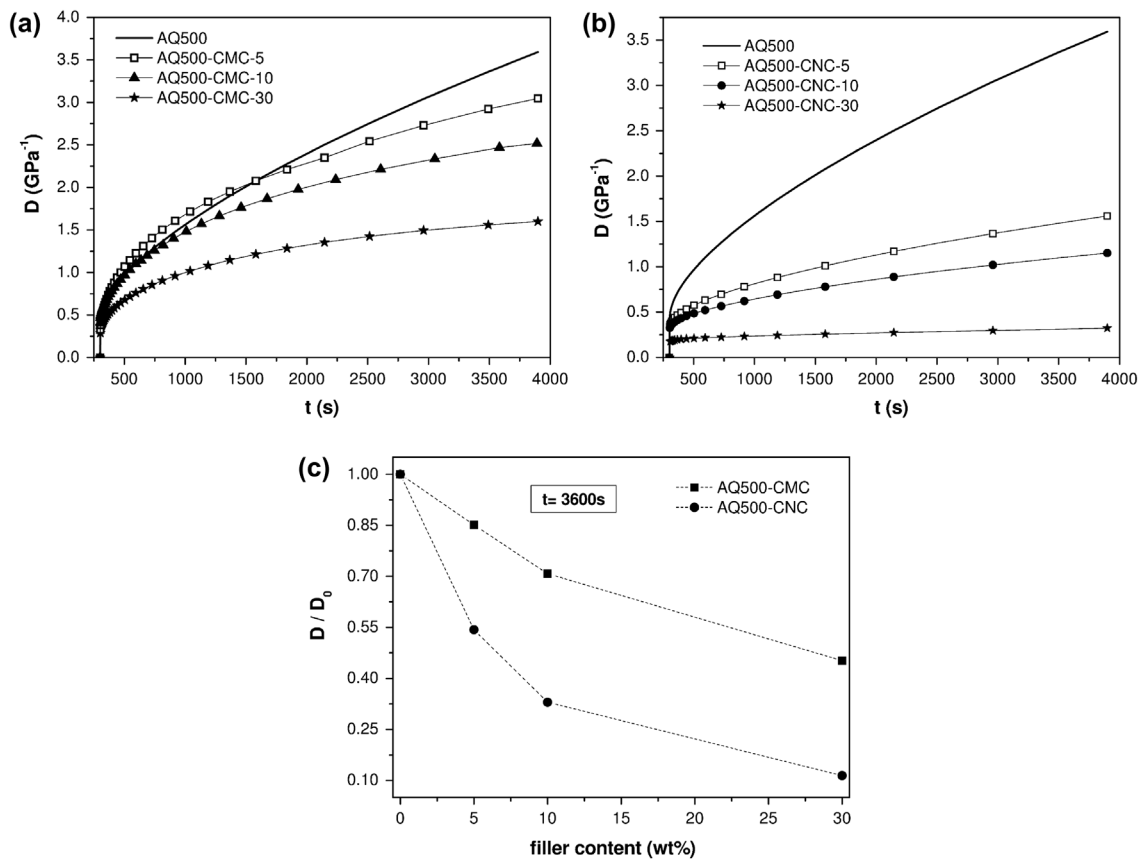 (a)
AQ500
AQ500-CMC-5
AQ500-CMC-10
AQ500-CMC-30
4.0
3.5
3.0
2.5
2.0
1.5
1.0
0.5
0.0
D (GPa⁻¹)
500 1000 1500 2000 2500 3000 3500 4000
t (s)
(b)
AQ500
AQ500-CNC-5
AQ500-CNC-10
AQ500-CNC-30
3.5
3.0
2.5
2.0
1.5
1.0
0.5
0.0
D (GPa⁻¹)
500 1000 1500 2000 2500 3000 3500 4000
t (s)
(c)
t= 3600s
AQ500-CMC
AQ500-CNC
1.00
0.85
0.70
0.55
0.40
0.25
0.10
D / D₀
0 5 10 15 20 25 30
filler content (wt%)